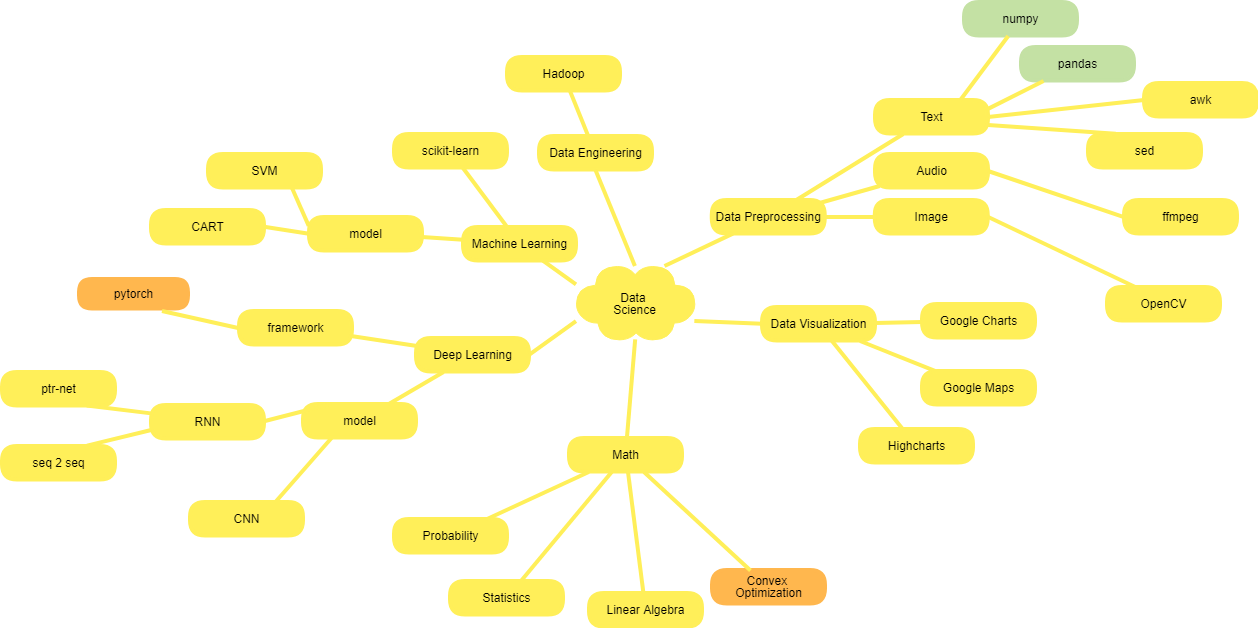 numpy
pandas
Hadoop
awk
Text
scikit-learn
Data Engineering
sed
SVM
Audio
CART
model
Machine Learning
Data Preprocessing
Image
ffmpeg
pytorch
framework
Data
Science
Data Visualization
Google Charts
OpenCV
Deep Learning
ptr-net
Google Maps
RNN
model
Highcharts
seq 2 seq
Math
CNN
Probability
Statistics
Linear Algebra
Convex
Optimization